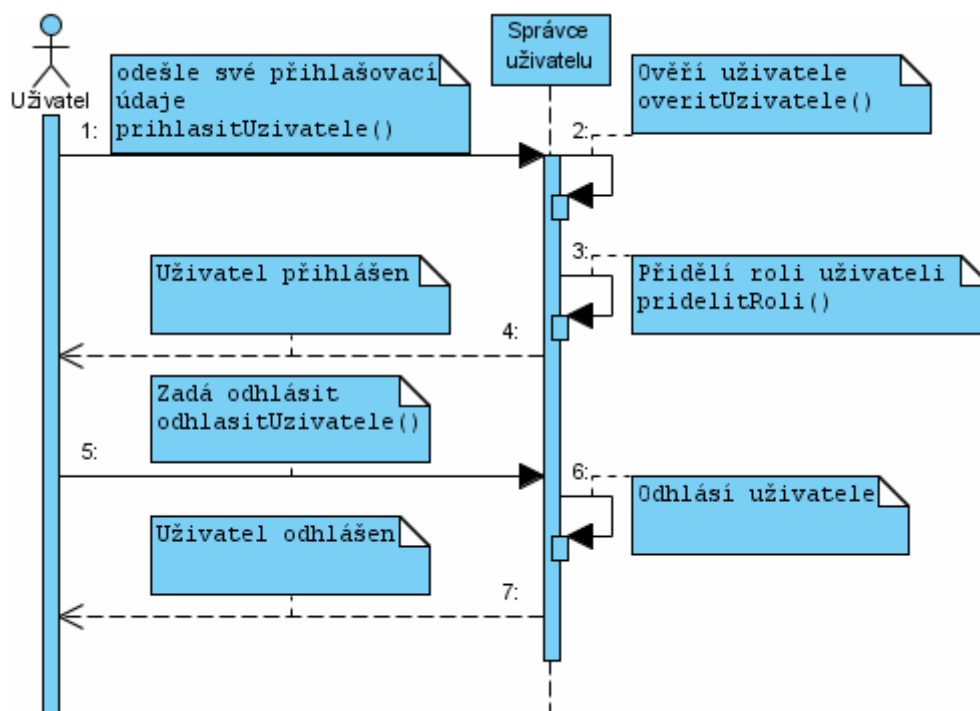 Správce
uživatelu
Uživatel
odešle své přihlašovací
údaje
prihlasitUzivatele()
1:
2:
Ověří uživatele
overitUzivatele()
3:
Přidělí roli uživateli
pridelitRoli()
Uživatel přihlášen
4:
Zadá odhlásit
odhlasitUzivatele()
5:
6:
Odhlásí uživatele
Uživatel odhlášen
7: